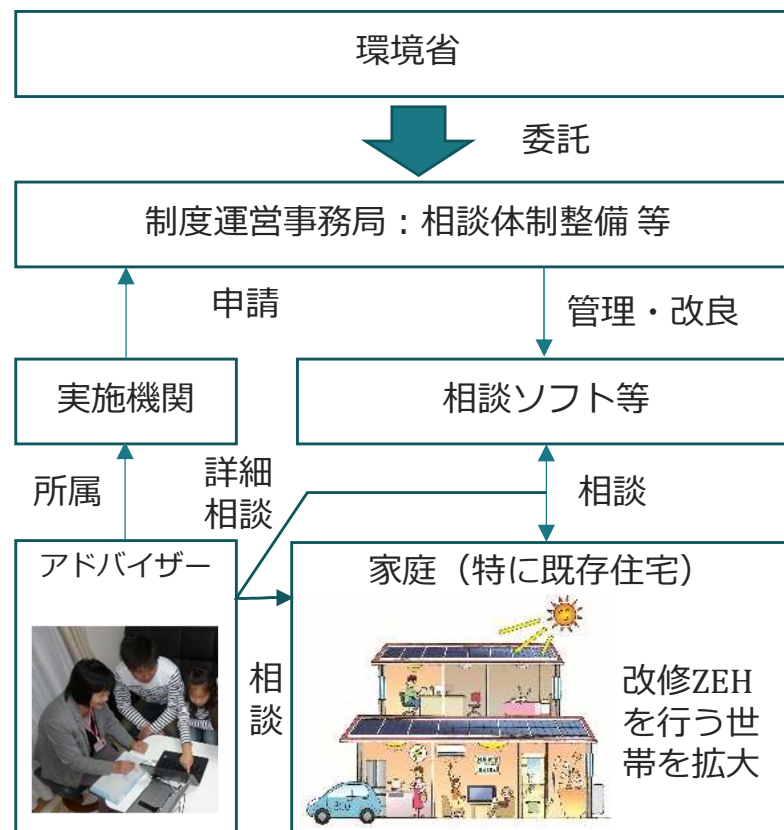 環境省
委託
制度運営事務局：相談体制整備 等
申請
管理・改良
実施機関
相談ソフト等
所属
詳細
相談
相談
アドバイザー
家庭（特に既存住宅）
相
談
改修ZEH
を行う世
帯を拡大